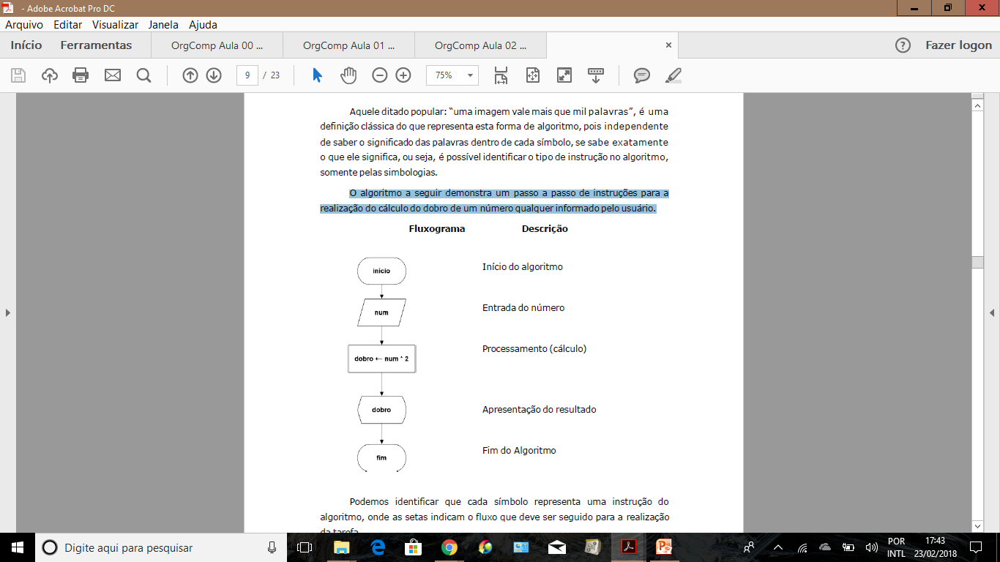 - Adobe Acrobat Pro DC
Arquivo Editar Visualizar Janela Ajuda
Início Ferramentas OrgComp Aula 00 ... OrgComp Aula 01 ... OrgComp Aula 02 ... × ? Fazer logon
9 / 23 75%
Aquele ditado popular: “uma imagem vale mais que mil palavras”, é uma
definição clássica do que representa esta forma de algoritmo, pois independente
de saber o significado das palavras dentro de cada símbolo, se sabe exatamente
o que ele significa, ou seja, é possível identificar o tipo de instrução no algoritmo,
somente pelas simbologias.
O algoritmo a seguir demonstra um passo a passo de instruções para a
realização do cálculo do dobro de um número qualquer informado pelo usuário.
Fluxograma Descrição
início Início do algoritmo
num Entrada do número
Processamento (cálculo)
dobro ← num * 2
dobro Apresentação do resultado
fim Fim do Algoritmo
Podemos identificar que cada símbolo representa uma instrução do
algoritmo, onde as setas indicam o fluxo que deve ser seguido para a realização
da tarefa
Digite aqui para pesquisar
POR 17:43
INTL 23/02/2018